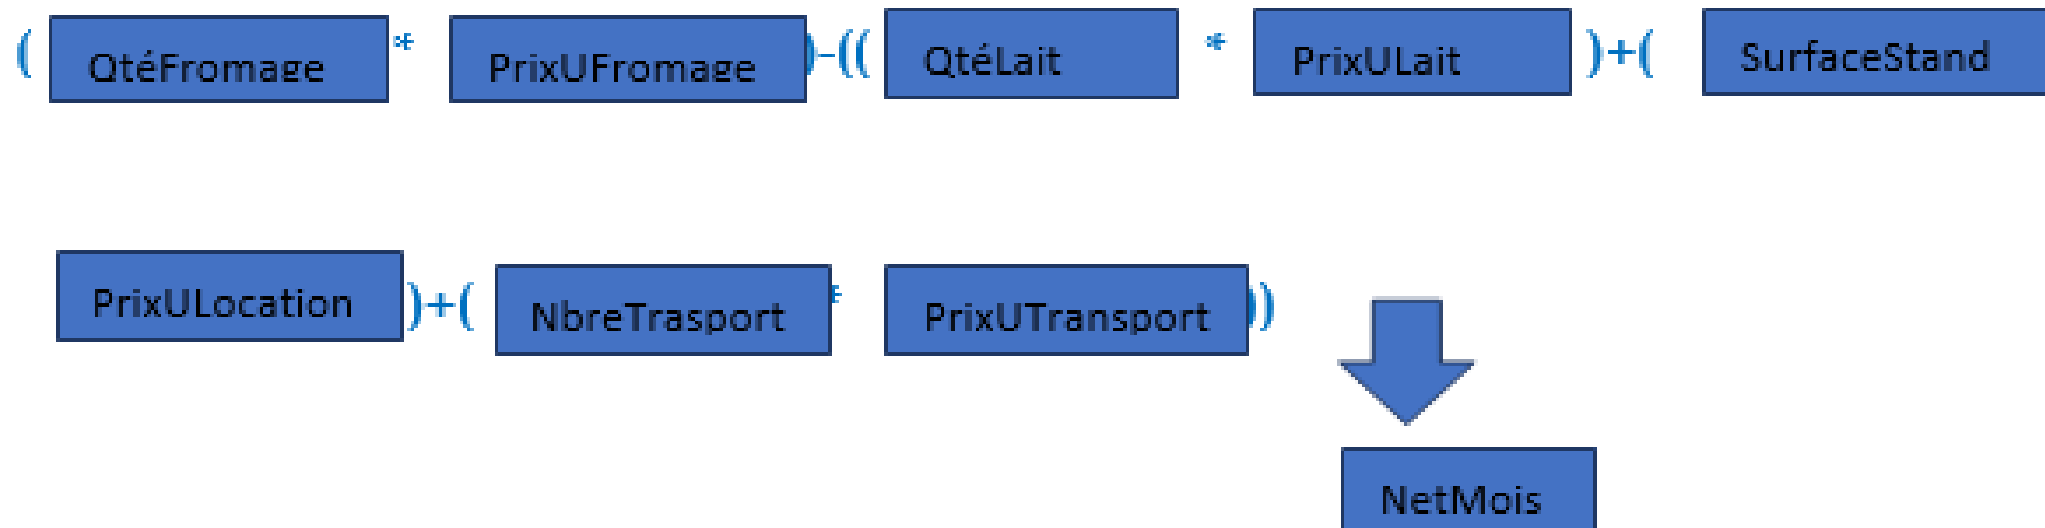 ( QtéFromage * PrixUFromage )-(( QtéLait * PrixULait )+( SurfaceStand
PrixULocation )+( NbreTrasport * PrixUTransport ))
NetMois